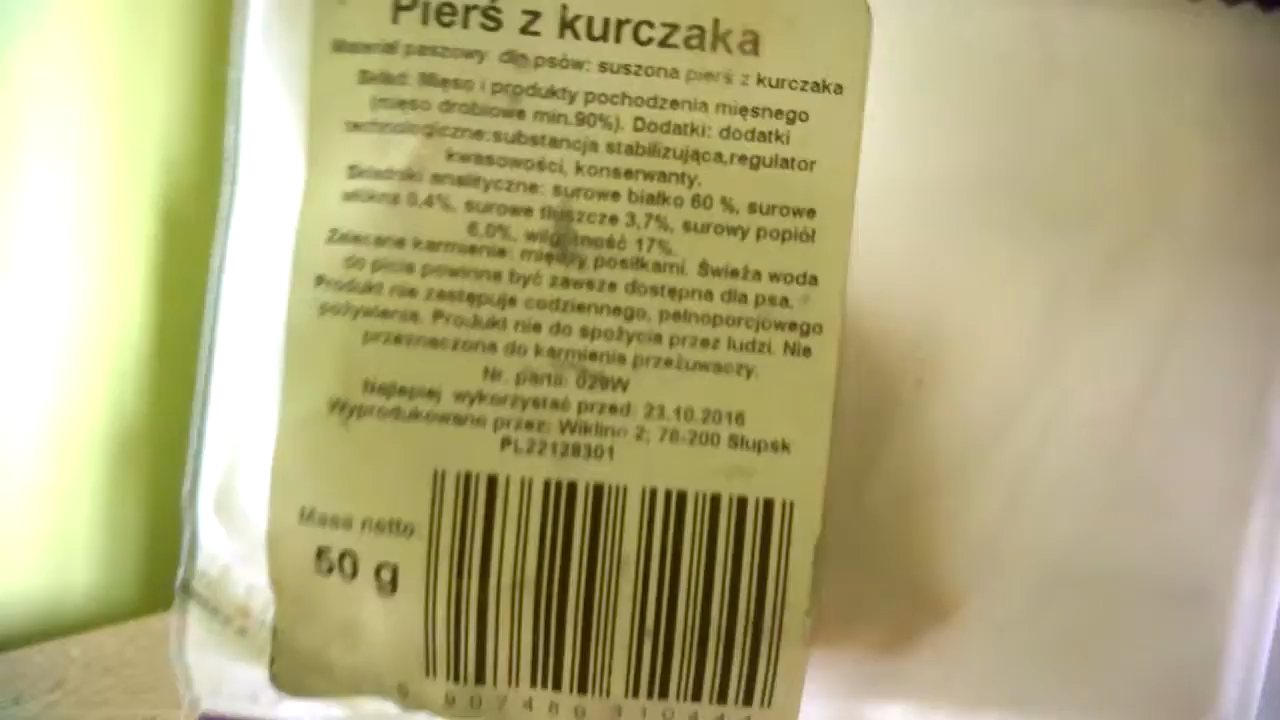 Pierś z kurczaka
Materiał paszowy dla psów: suszona pierś z kurczaka
Skład: Mięso i produkty pochodzenia mięsnego
(mięso drobiowe min.90%). Dodatki: dodatki
technologiczne:substancja stabilizująca,regulator
kwasowości, konserwanty.
Składniki analityczne: surowe białko 60 %, surowe
włókno 0,4%, surowe tłuszcze 3,7%, surowy popiół
6,0%, wilgotność 17%.
Zalecane karmienie: między posiłkami. Świeża woda
do picia powinna być zawsze dostępna dla psa.
Produkt nie zastępuje codziennego, pełnoporcjowego
pożywienia. Produkt nie do spożycia przez ludzi. Nie
przeznaczone do karmienia przeżuwaczy.
Nr. partii: 029W
Najlepiej wykorzystać przed: 23.10.2016
Wyprodukowano przez: Wiklino 2; 76-200 Słupsk
PL22128301
Masa netto:
50 g